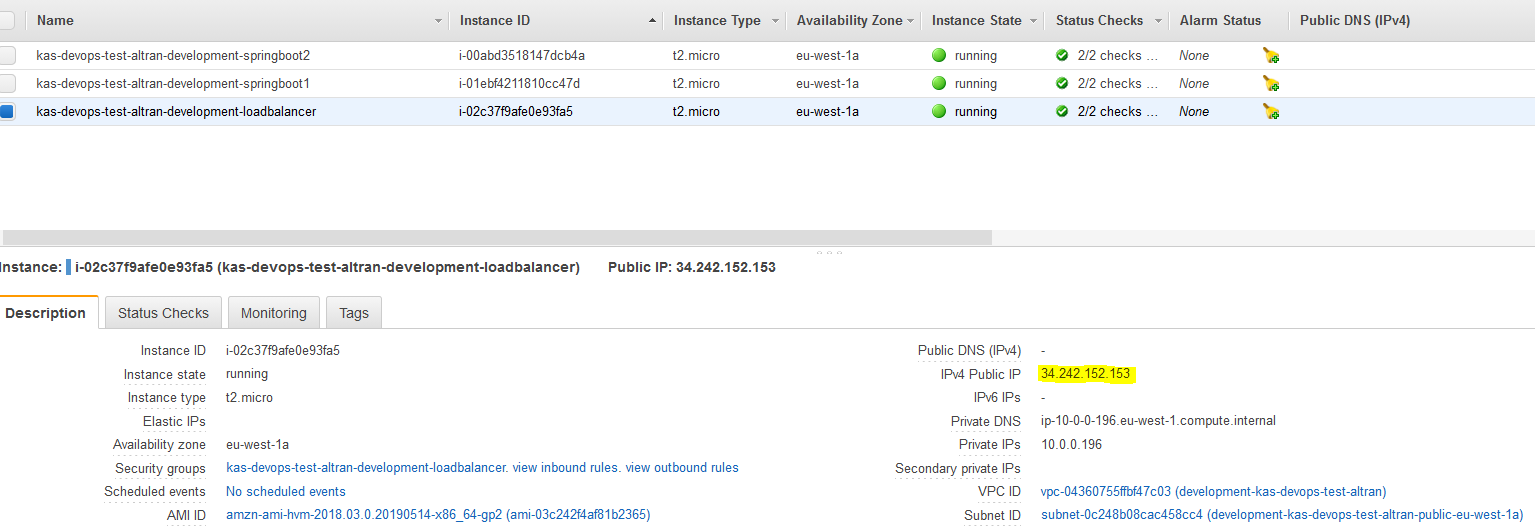 Name Instance ID Instance Type Availability Zone Instance State Status Checks Alarm Status Public DNS (IPv4)
kas-devops-test-altran-development-springboot2 i-00abd3518147dcb4a t2.micro eu-west-1a running 2/2 checks ... None
kas-devops-test-altran-development-springboot1 i-01ebf4211810cc47d t2.micro eu-west-1a running 2/2 checks ... None
kas-devops-test-altran-development-loadbalancer i-02c37f9afe0e93fa5 t2.micro eu-west-1a running 2/2 checks ... None
Instance: i-02c37f9afe0e93fa5 (kas-devops-test-altran-development-loadbalancer) Public IP: 34.242.152.153
Description Status Checks Monitoring Tags
Instance ID i-02c37f9afe0e93fa5 Public DNS (IPv4) -
Instance state running IPv4 Public IP 34.242.152.153
Instance type t2.micro IPv6 IPs -
Elastic IPs Private DNS ip-10-0-0-196.eu-west-1.compute.internal
Availability zone eu-west-1a Private IPs 10.0.0.196
Security groups kas-devops-test-altran-development-loadbalancer. view inbound rules. view outbound rules Secondary private IPs
Scheduled events No scheduled events VPC ID vpc-04360755ffbf47c03 (development-kas-devops-test-altran)
AMI ID amzn-ami-hvm-2018.03.0.20190514-x86_64-gp2 (ami-03c242f4af81b2365) Subnet ID subnet-0c248b08cac458cc4 (development-kas-devops-test-altran-public-eu-west-1a)